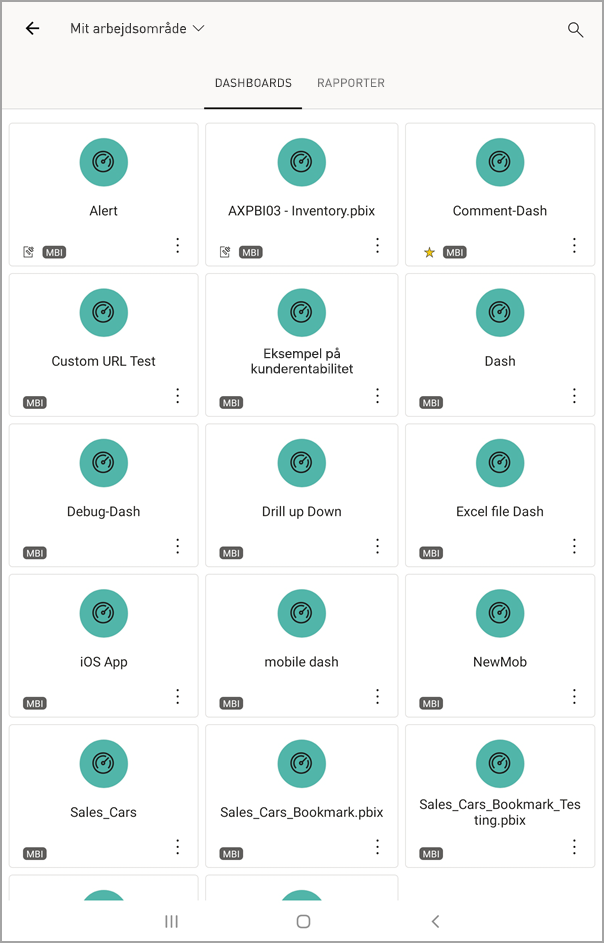 Mit arbejdsområde
DASHBOARDS RAPPORTER
Alert
MBI
AXPBI03 - Inventory.pbix
MBI
Comment-Dash
MBI
Custom URL Test
MBI
Eksempel på
kunderentabilitet
MBI
Dash
MBI
Debug-Dash
MBI
Drill up Down
MBI
Excel file Dash
MBI
iOS App
MBI
mobile dash
MBI
NewMob
MBI
Sales_Cars
MBI
Sales_Cars_Bookmark.pbix
MBI
Sales_Cars_Bookmark_Tes
ting.pbix
MBI